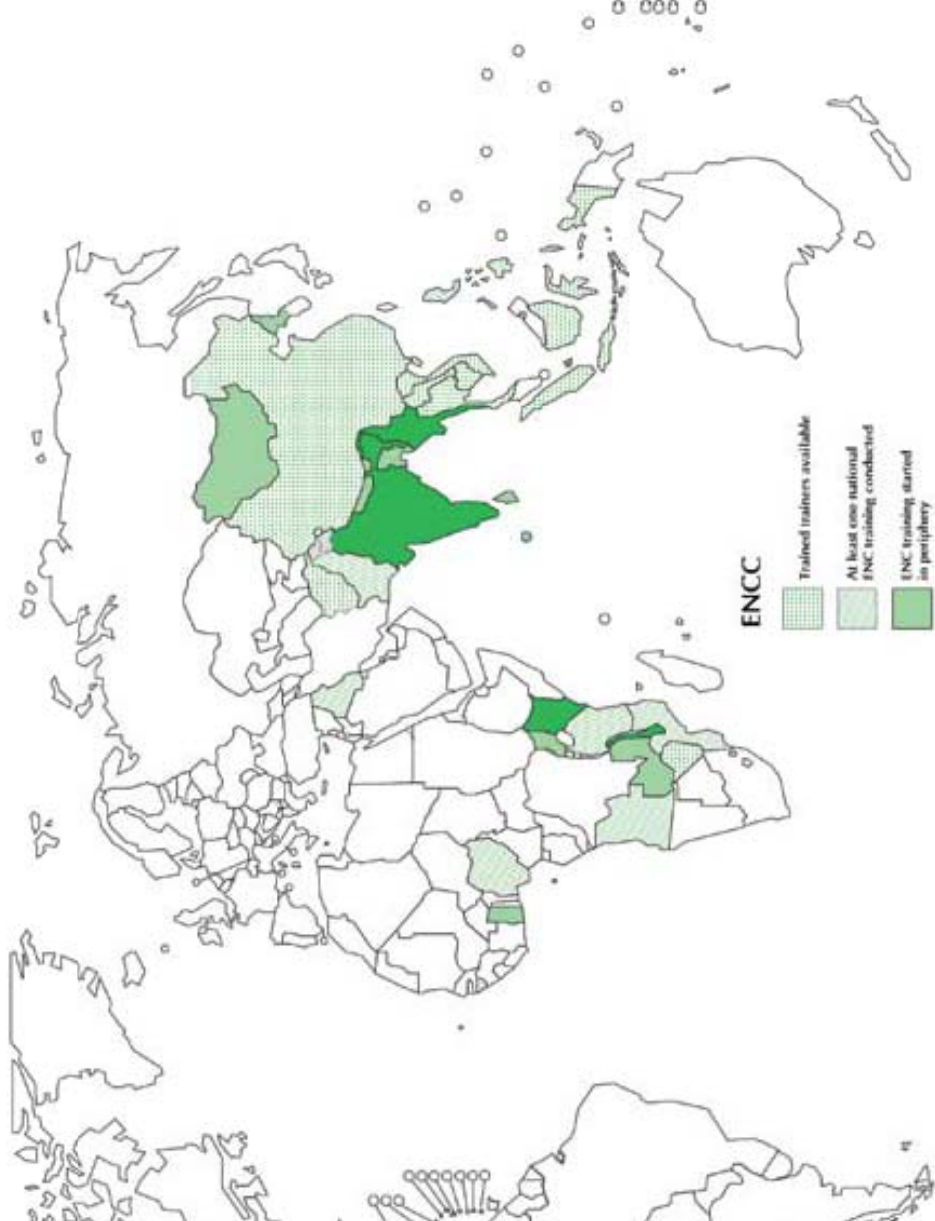 ENCC
Trained trainers available
At least one national
ENC training conducted
ENC training started
in periphery